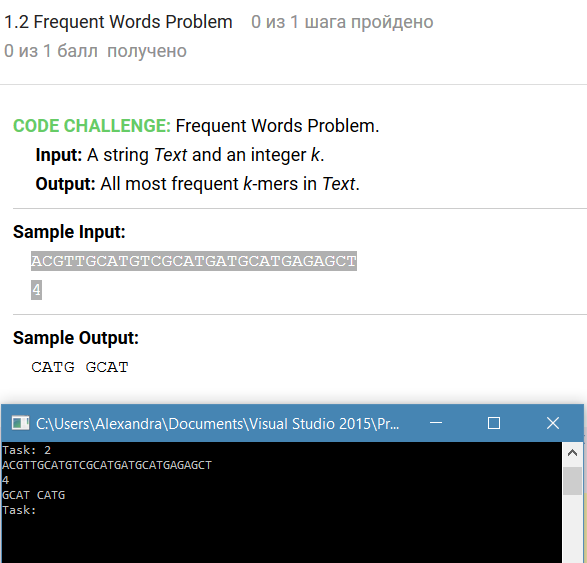 1.2 Frequent Words Problem 0 из 1 шага пройдено
0 из 1 балл получено
CODE CHALLENGE: Frequent Words Problem.
Input: A string Text and an integer k.
Output: All most frequent k-mers in Text.
Sample Input:
ACGTTGCATGTCGCATGATGCATGAGAGCT
4
Sample Output:
CATG GCAT
C:\Users\Alexandra\Documents\Visual Studio 2015\Pr...
Task: 2
ACGTTGCATGTCGCATGATGCATGAGAGCT
4
GCAT CATG
Task: